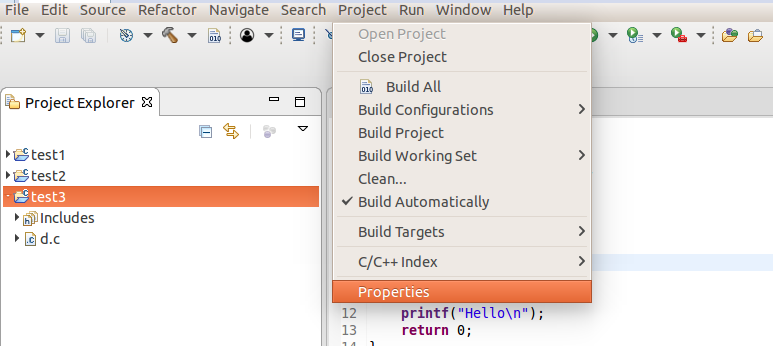 File Edit Source Refactor Navigate Search Project Run Window Help
Open Project
Close Project
010 Build All
Build Configurations
Build Project
Build Working Set
Clean...
Build Automatically
Build Targets
C/C++ Index
Properties
010
Project Explorer
test1
test2
test3
Includes
d.c
12 printf("Hello\n");
13 return 0;
14 }